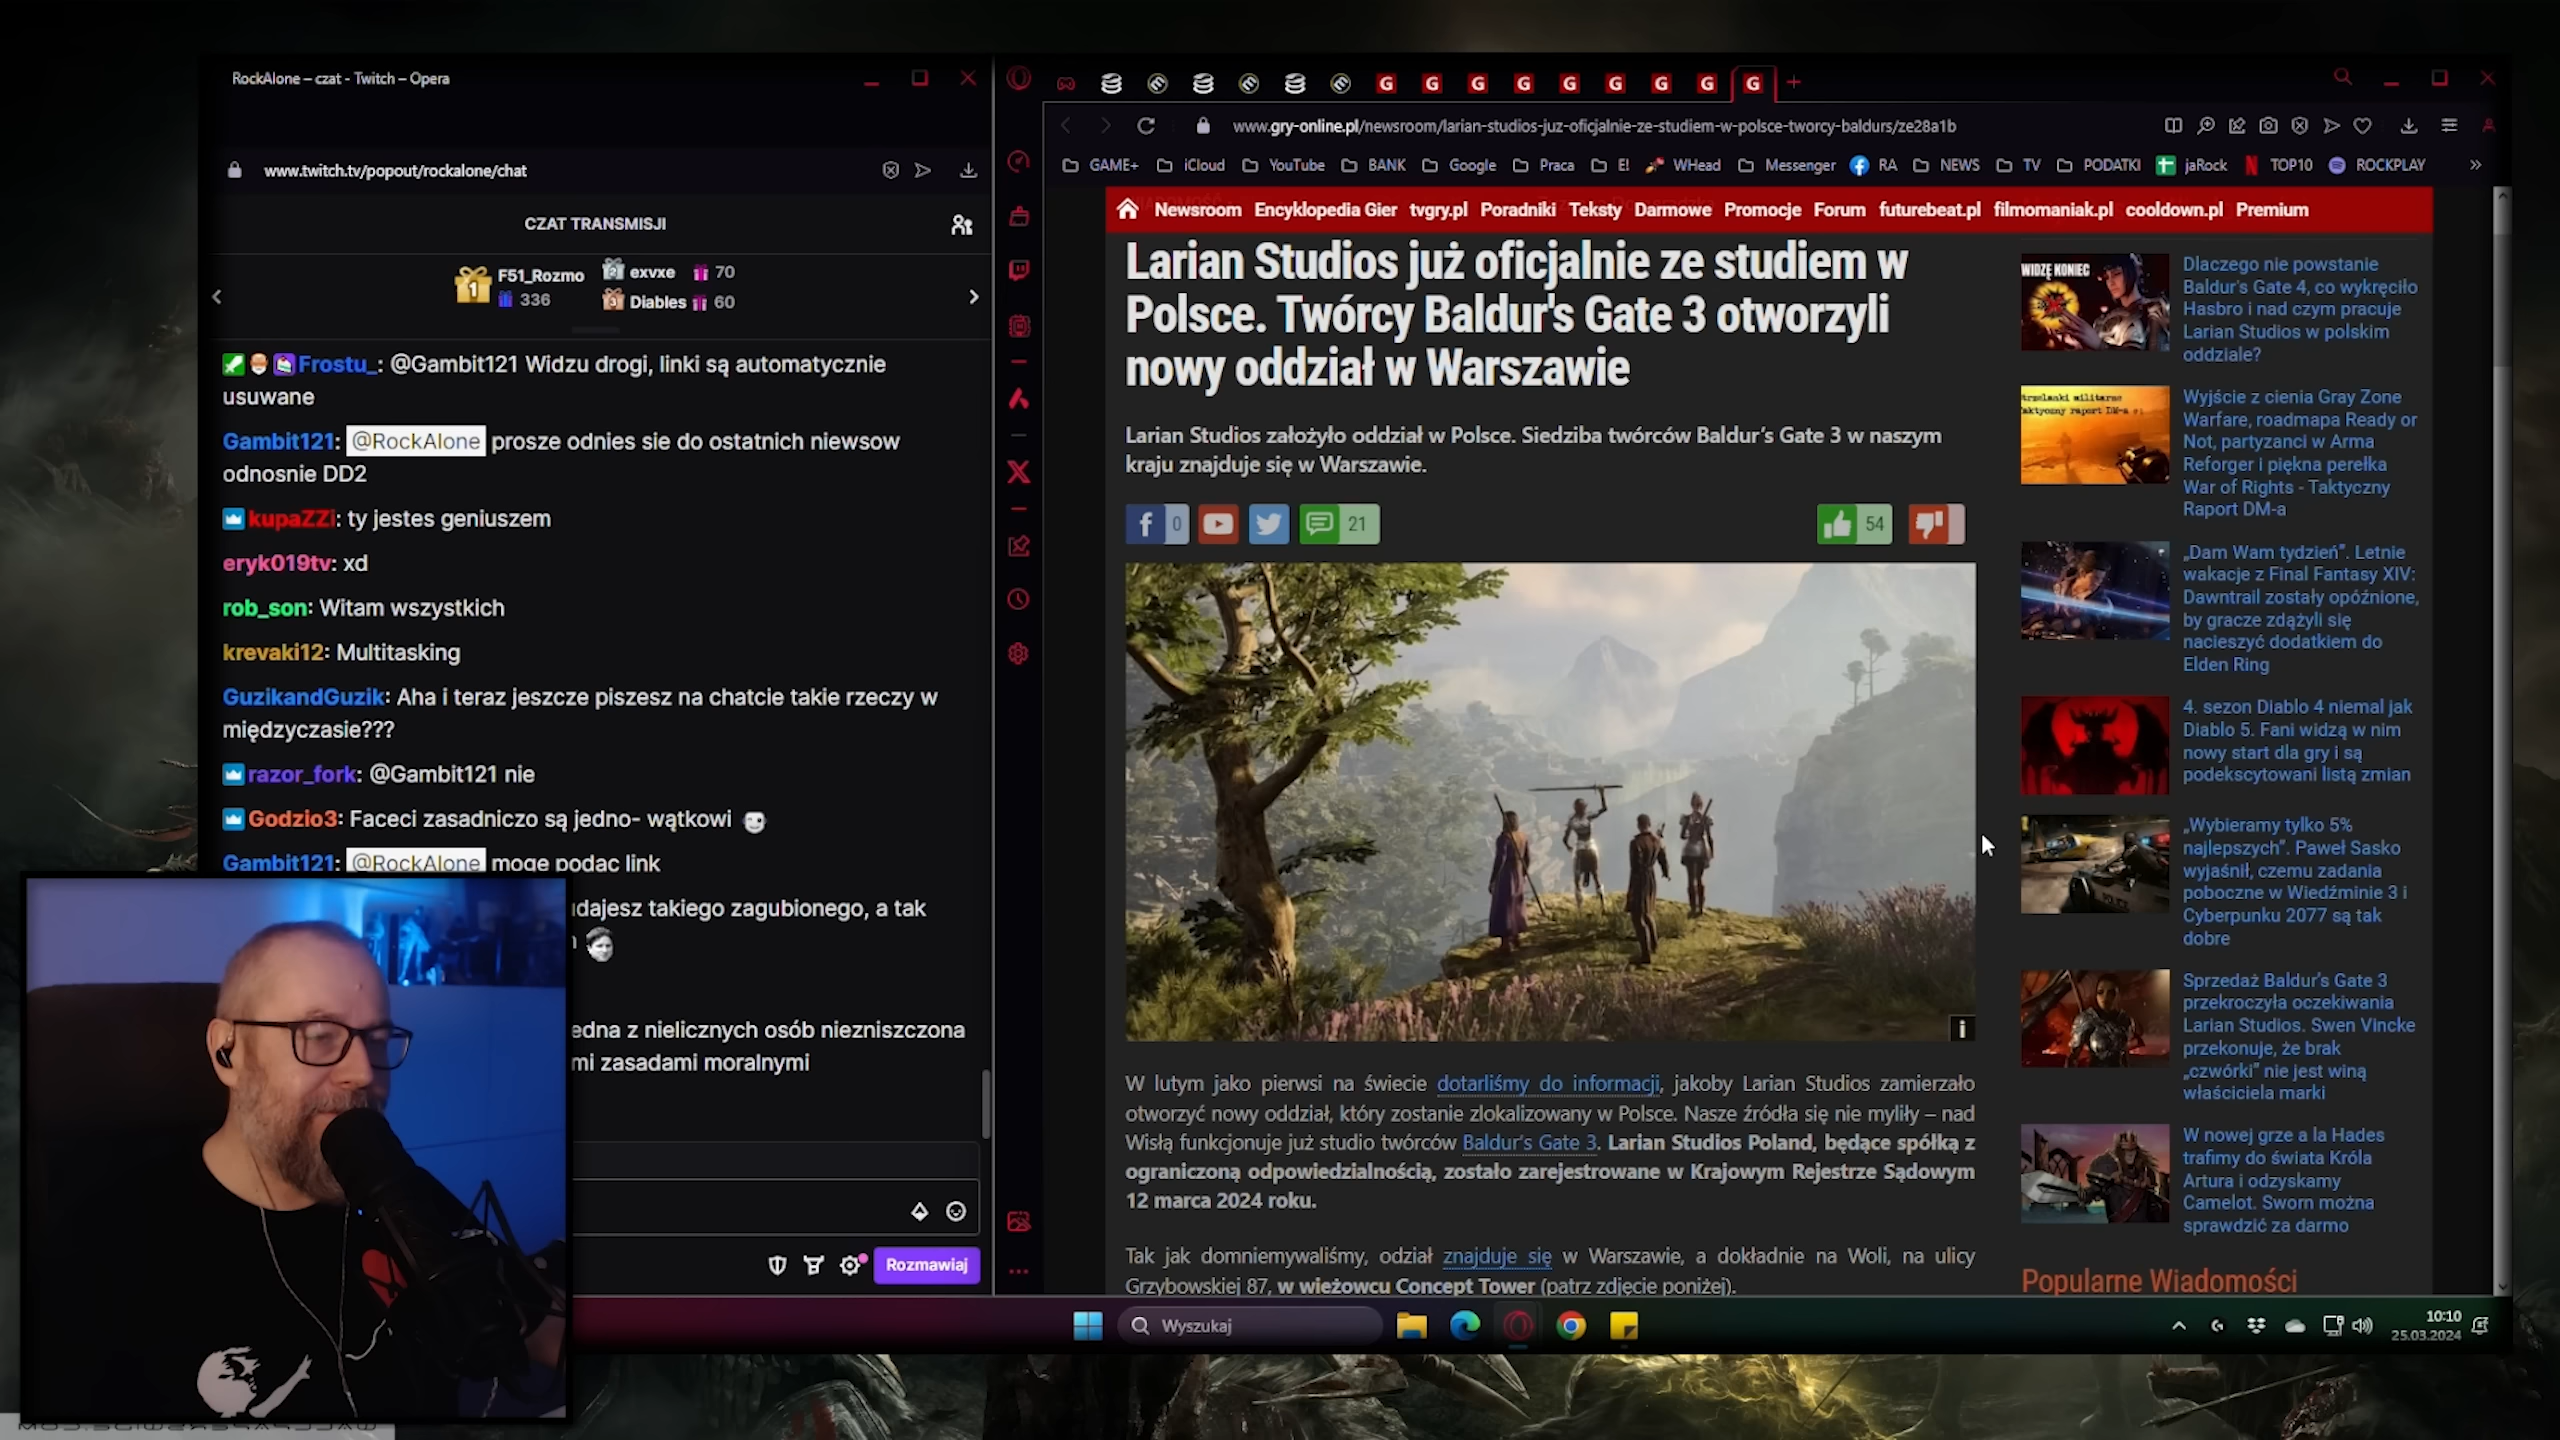 RockAlone – czat - Twitch – Opera
www.twitch.tv/popout/rockalone/chat
CZAT TRANSMISJI
1 F51_Rozmo 336
2 exvxe 70
3 Diables 60
Frostu_: @Gambit121 Widzu drogi, linki są automatycznie
usuwane
Gambit121: @RockAlone prosze odnies sie do ostatnich niewsow
odnosnie DD2
kupaZZi: ty jestes geniuszem
eryk019tv: xd
rob_son: Witam wszystkich
krevaki12: Multitasking
GuzikandGuzik: Aha i teraz jeszcze piszesz na chatcie takie rzeczy w
międzyczasie???
razor_fork: @Gambit121 nie
Godzio3: Faceci zasadniczo są jedno- wątkowi
Gambit121: @RockAlone moge podac link
dajesz takiego zagubionego, a tak
edna z nielicznych osób niezniszczona
mi zasadami moralnymi
Rozmawiaj
www.gry-online.pl/newsroom/larian-studios-juz-oficjalnie-ze-studiem-w-polsce-tworcy-baldurs/ze28a1b
GAME+ iCloud YouTube BANK Google Praca E! WHead Messenger RA NEWS TV PODATKI jaRock TOP10 ROCKPLAY »
Newsroom Encyklopedia Gier tvgry.pl Poradniki Teksty Darmowe Promocje Forum futurebeat.pl filmomaniak.pl cooldown.pl Premium
Larian Studios już oficjalnie ze studiem w
Polsce. Twórcy Baldur's Gate 3 otworzyli
nowy oddział w Warszawie
Larian Studios założyło oddział w Polsce. Siedziba twórców Baldur's Gate 3 w naszym
kraju znajduje się w Warszawie.
0 21 54
W lutym jako pierwsi na świecie dotarliśmy do informacji, jakoby Larian Studios zamierzało
otworzyć nowy oddział, który zostanie zlokalizowany w Polsce. Nasze źródła się nie myliły – nad
Wisłą funkcjonuje już studio twórców Baldur's Gate 3. Larian Studios Poland, będące spółką z
ograniczoną odpowiedzialnością, zostało zarejestrowane w Krajowym Rejestrze Sądowym
12 marca 2024 roku.
Tak jak domniemywaliśmy, odział znajduje się w Warszawie, a dokładnie na Woli, na ulicy
Grzybowskiej 87, w wieżowcu Concept Tower (patrz zdjęcie poniżej).
WIDZĘ KONIEC
Dlaczego nie powstanie
Baldur's Gate 4, co wykręciło
Hasbro i nad czym pracuje
Larian Studios w polskim
oddziale?
Wyjście z cienia Gray Zone
Warfare, roadmapa Ready or
Not, partyzanci w Arma
Reforger i piękna perełka
War of Rights - Taktyczny
Raport DM-a
„Dam Wam tydzień”. Letnie
wakacje z Final Fantasy XIV:
Dawntrail zostały opóźnione,
by gracze zdążyli się
nacieszyć dodatkiem do
Elden Ring
4. sezon Diablo 4 niemal jak
Diablo 5. Fani widzą w nim
nowy start dla gry i są
podekscytowani listą zmian
„Wybieramy tylko 5%
najlepszych”. Paweł Sasko
wyjaśnił, czemu zadania
poboczne w Wiedźminie 3 i
Cyberpunku 2077 są tak
dobre
Sprzedaż Baldur's Gate 3
przekroczyła oczekiwania
Larian Studios. Swen Vincke
przekonuje, że brak
„czwórki” nie jest winą
właściciela marki
W nowej grze a la Hades
trafimy do świata Króla
Artura i odzyskamy
Camelot. Sworn można
sprawdzić za darmo
Popularne Wiadomości
Wyszukaj
10:10
25.03.2024